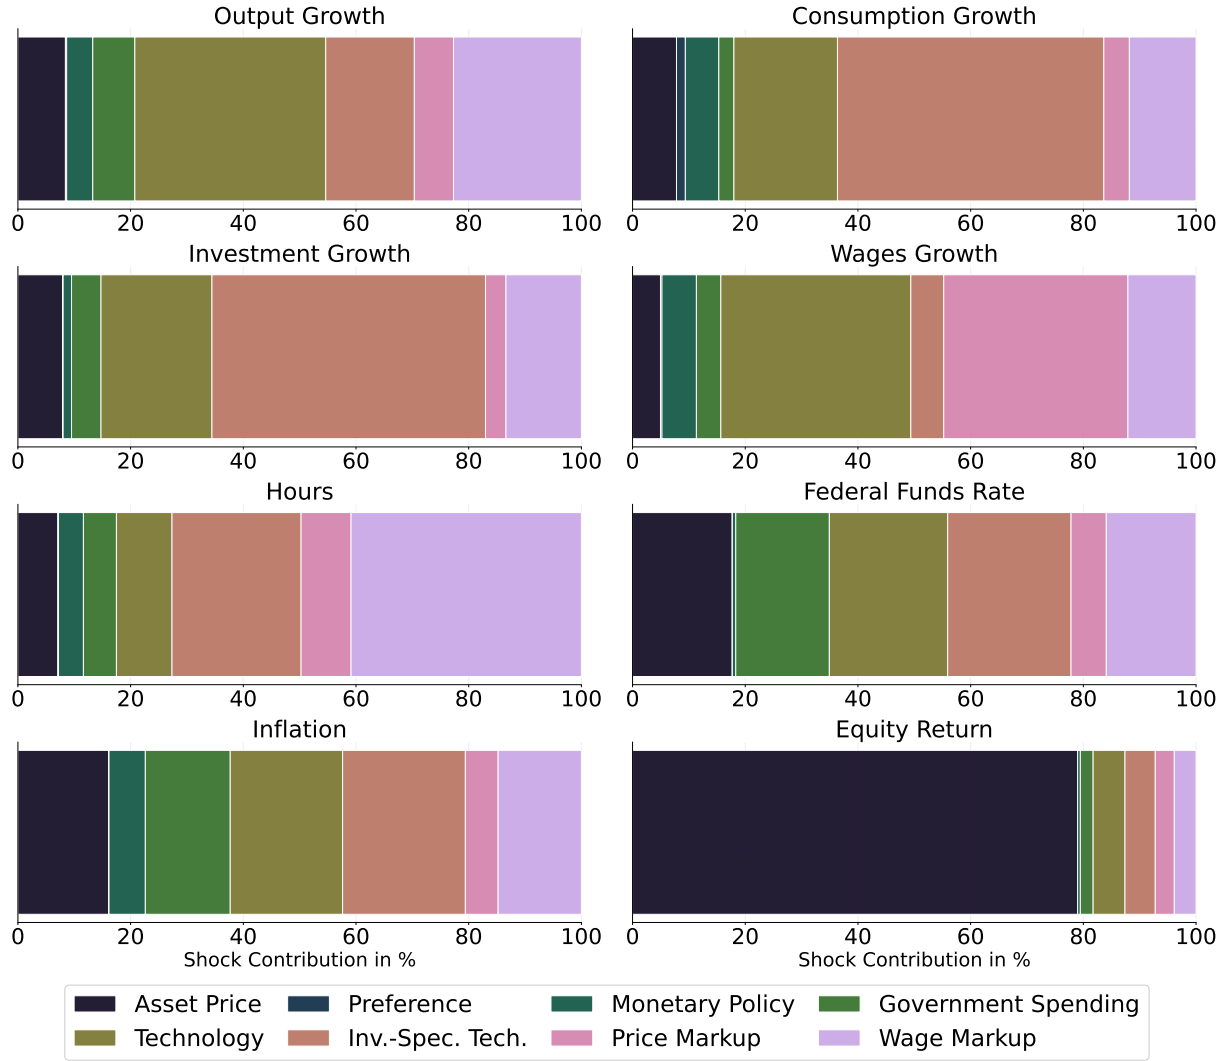 Output Growth
Consumption Growth
0 20 40 60 80 100
0 20 40 60 80 100
Investment Growth
Wages Growth
0 20 40 60 80 100
0 20 40 60 80 100
Hours
Federal Funds Rate
0 20 40 60 80 100
0 20 40 60 80 100
Inflation
Equity Return
0 20 40 60 80 100
0 20 40 60 80 100
Shock Contribution in %
Shock Contribution in %
Asset Price Preference Monetary Policy Government Spending
Technology Inv.-Spec. Tech. Price Markup Wage Markup